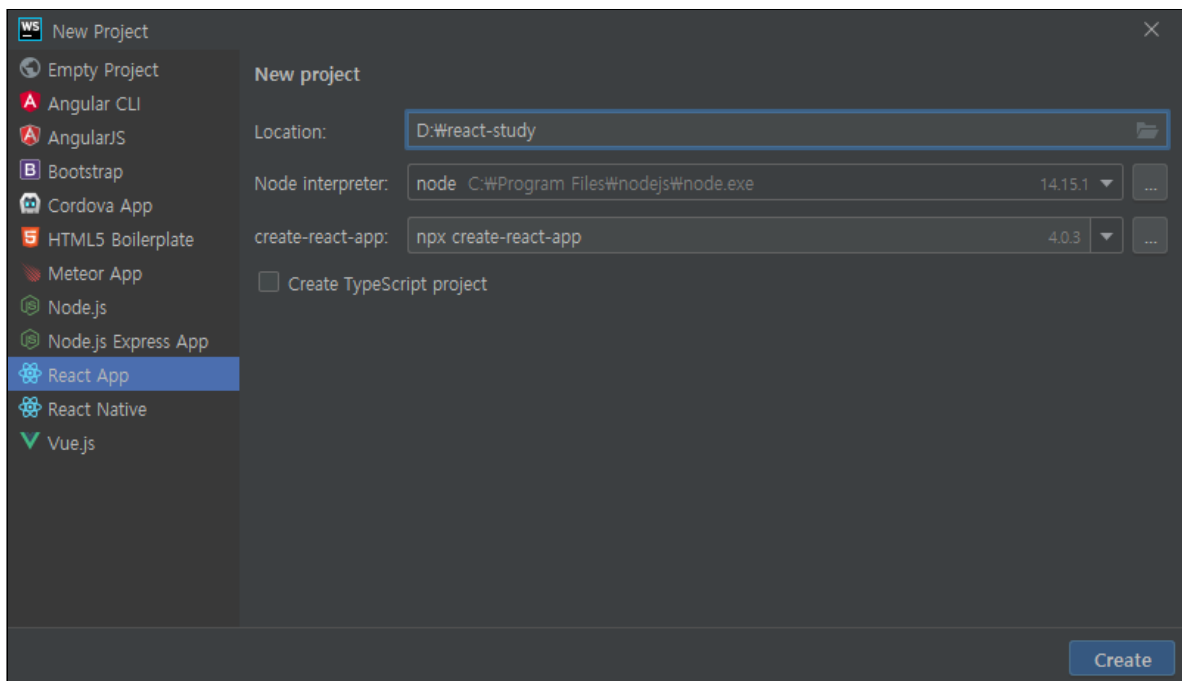 WS New Project
Empty Project
Angular CLI
AngularJS
Bootstrap
Cordova App
HTML5 Boilerplate
Meteor App
Node.js
Node.js Express App
React App
React Native
Vue.js
New project
Location: D:₩react-study
Node interpreter: node C:₩Program Files₩nodejs₩node.exe 14.15.1 ...
create-react-app: npx create-react-app 4.0.3 ...
Create TypeScript project
Create